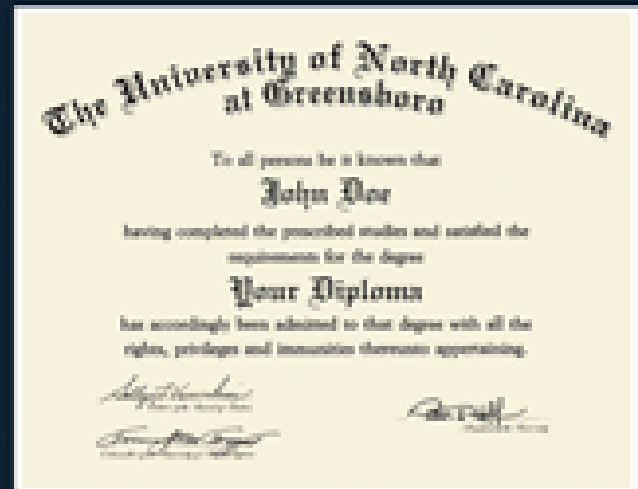 The University of North Carolina
at Greensboro
To all persons be it known that
John Doe
having completed the prescribed studies and satisfied the
requirements for the degree
Your Diploma
has accordingly been admitted to that degree with all the
rights, privileges and immunities thereunto appertaining.